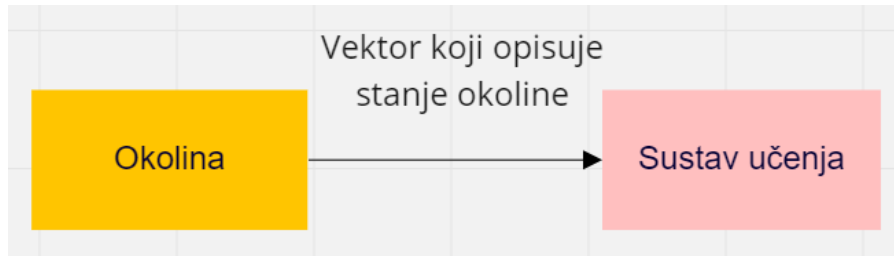 Vektor koji opisuje
stanje okoline
Okolina
Sustav učenja